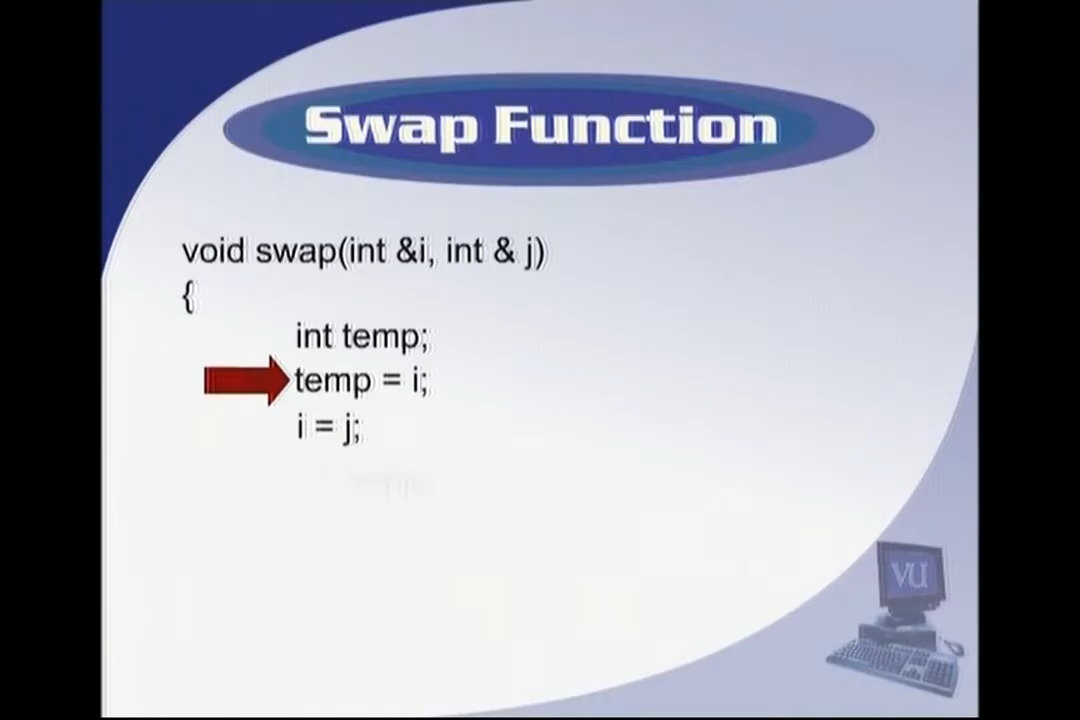 Swap Function
void swap(int &i, int & j)
{
int temp;
temp = i;
i = j;
VU